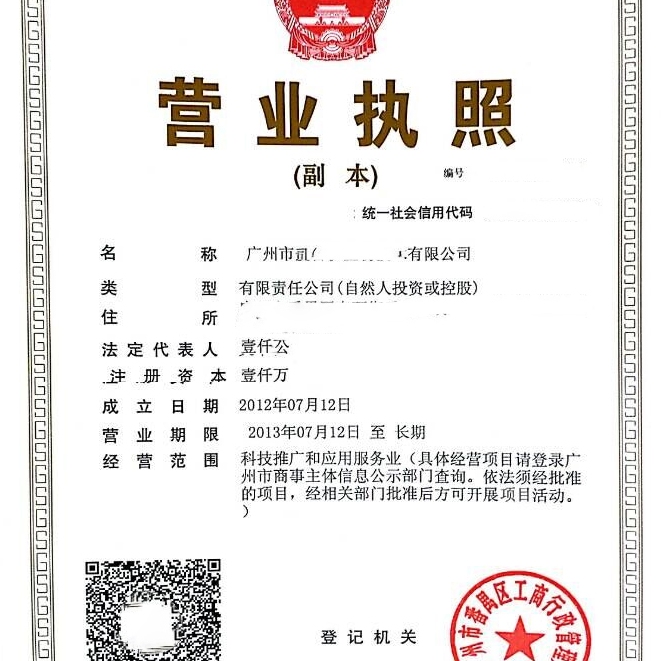 营业执照
(副 本)
编号
统一社会信用代码
名 称 广州市 有限公司
类 型 有限责任公司(自然人投资或控股)
住 所
法定代表人 壹仟公
注册资本 壹仟万
成立日期 2012年07月12日
营业期限 2013年07月12日 至 长期
经营范围 科技推广和应用服务业(具体经营项目请登录广
州市商事主体信息公示部门查询。依法须经批准
的项目，经相关部门批准后方可开展项目活动。
)
登记机关
州市番禺区工商行政管理